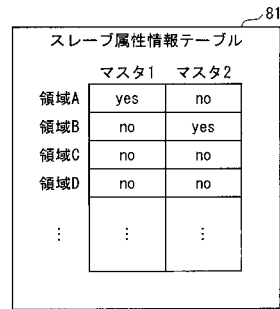 81
スレーブ属性情報テーブル
マスタ1 マスタ2
領域A yes no
領域B no yes
領域C no no
領域D no no
⋮ ⋮ ⋮